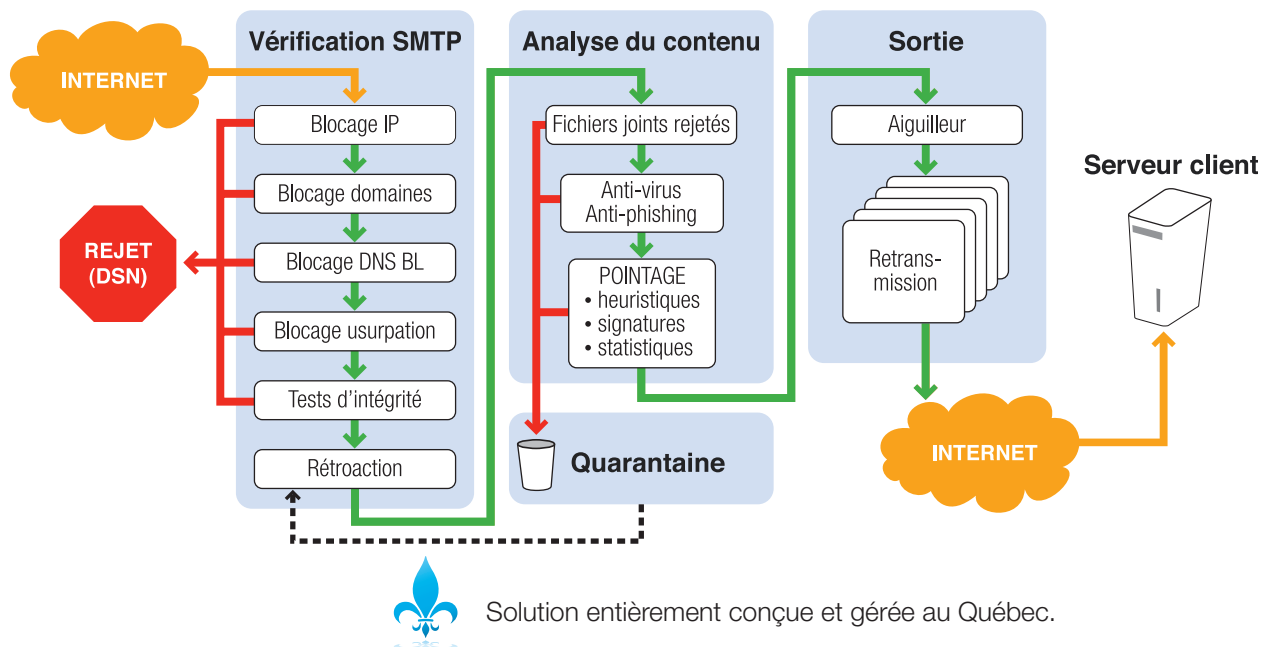 Vérification SMTP
INTERNET
Blocage IP
Blocage domaines
Blocage DNS BL
Blocage usurpation
Tests d’intégrité
Rétroaction
REJET
(DSN)
Analyse du contenu
Fichiers joints rejetés
Anti-virus
Anti-phishing
POINTAGE
• heuristiques
• signatures
• statistiques
Quarantaine
Sortie
Aiguilleur
Retrans-
mission
INTERNET
Serveur client
Solution entièrement conçue et gérée au Québec.